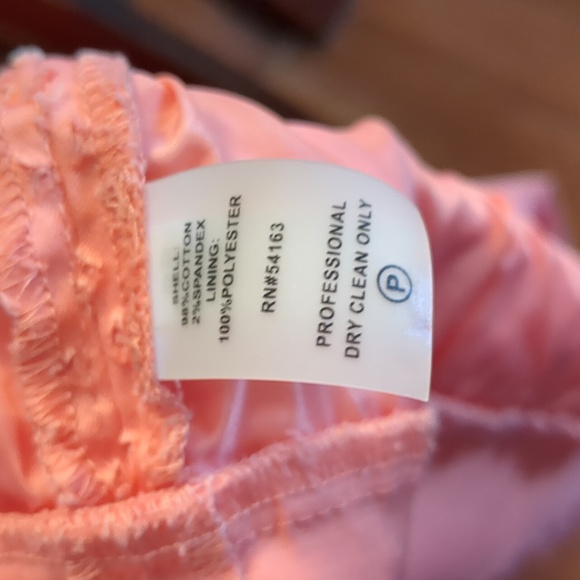 SHELL:
98%COTTON
2%SPANDEX
LINING:
100%POLYESTER
RN#54163
PROFESSIONAL
DRY CLEAN ONLY
P